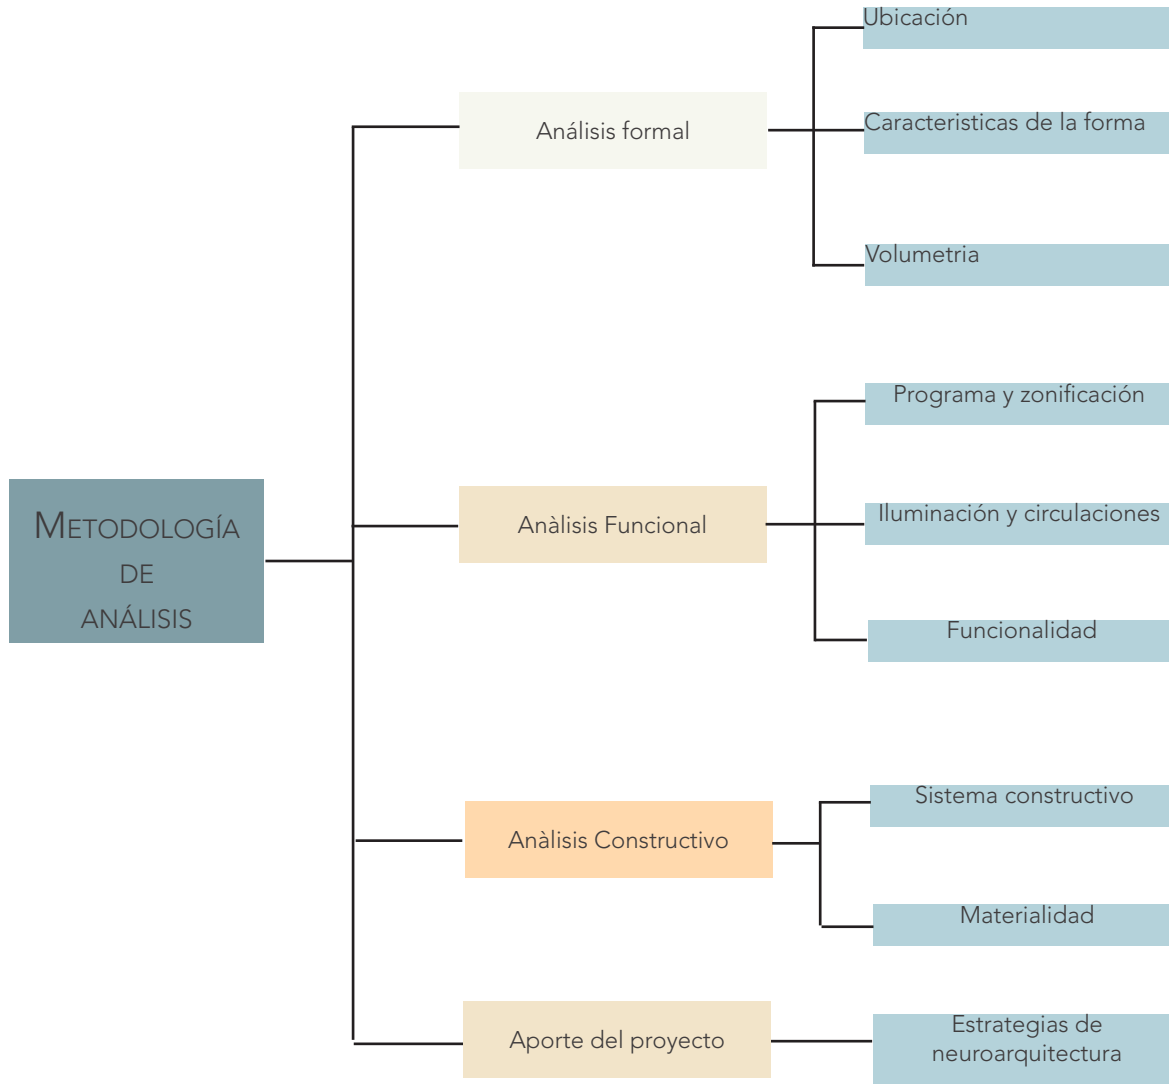 METODOLOGÍA
DE
ANÁLISIS
Análisis formal
Ubicación
Caracteristicas de la forma
Volumetria
Anàlisis Funcional
Programa y zonificación
Iluminación y circulaciones
Funcionalidad
Anàlisis Constructivo
Sistema constructivo
Materialidad
Aporte del proyecto
Estrategias de
neuroarquitectura